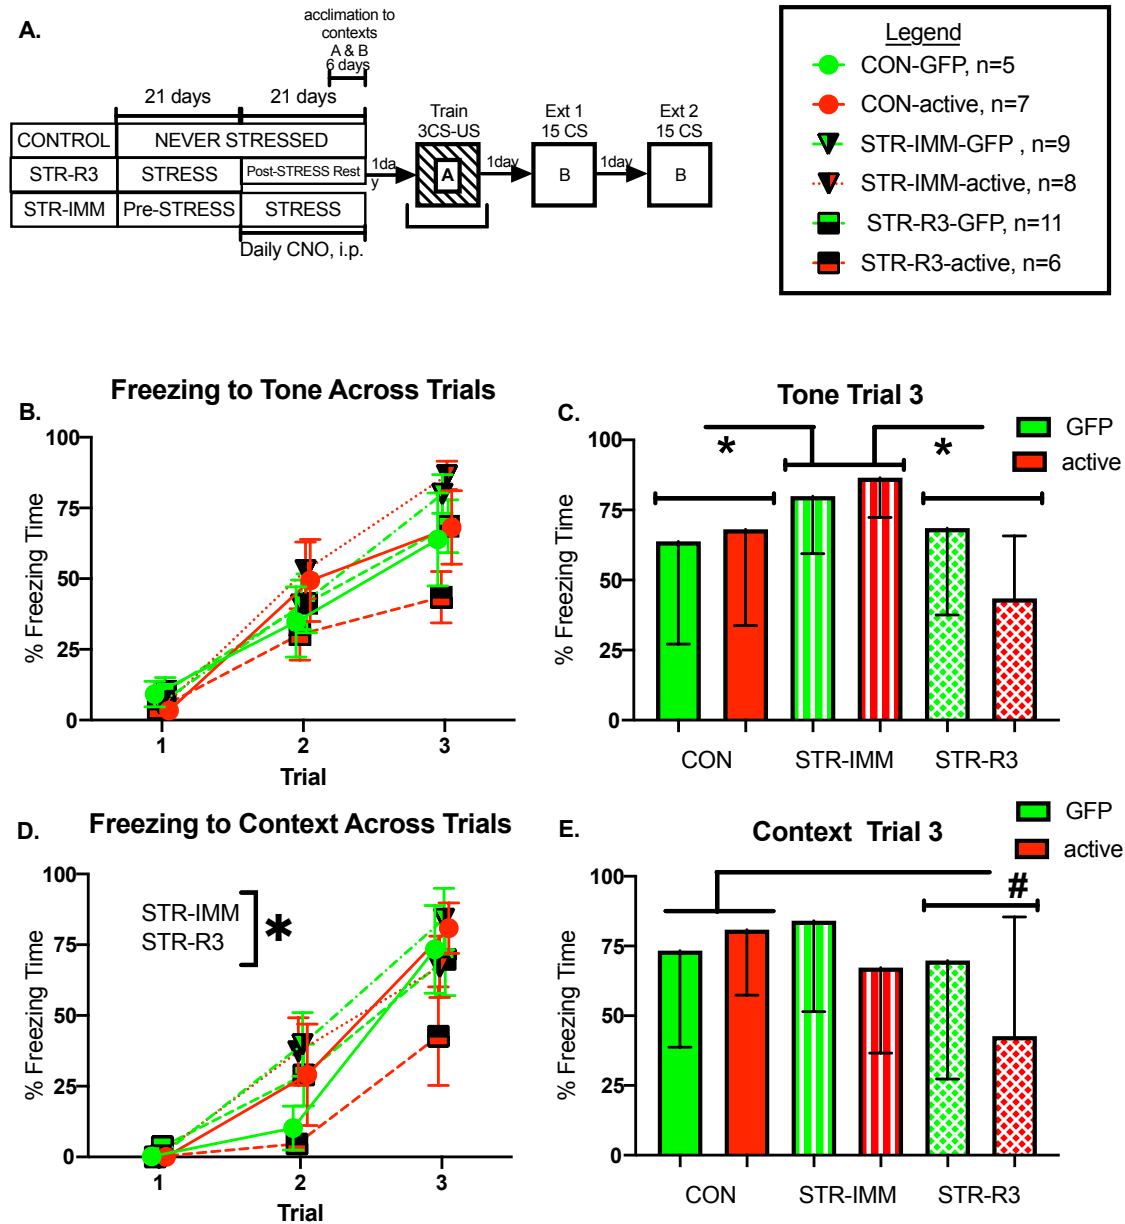 A.
acclimation to
contexts
A & B
6 days
21 days
21 days
CONTROL
NEVER STRESSED
STR-R3
STRESS
Post-STRESS Rest
STR-IMM
Pre-STRESS
STRESS
Daily CNO, i.p.
1da
y
Train
3CS-US
A
1day
Ext 1
15 CS
B
1day
Ext 2
15 CS
B
Legend
CON-GFP, n=5
CON-active, n=7
STR-IMM-GFP , n=9
STR-IMM-active, n=8
STR-R3-GFP, n=11
STR-R3-active, n=6
B.
Freezing to Tone Across Trials
% Freezing Time
100
75
50
25
0
1
2
3
Trial
C.
Tone Trial 3
GFP
active
*
*
% Freezing Time
100
75
50
25
0
CON
STR-IMM
STR-R3
D.
Freezing to Context Across Trials
STR-IMM
STR-R3
*
% Freezing Time
100
75
50
25
0
1
2
3
Trial
E.
Context Trial 3
GFP
active
#
% Freezing Time
100
75
50
25
0
CON
STR-IMM
STR-R3